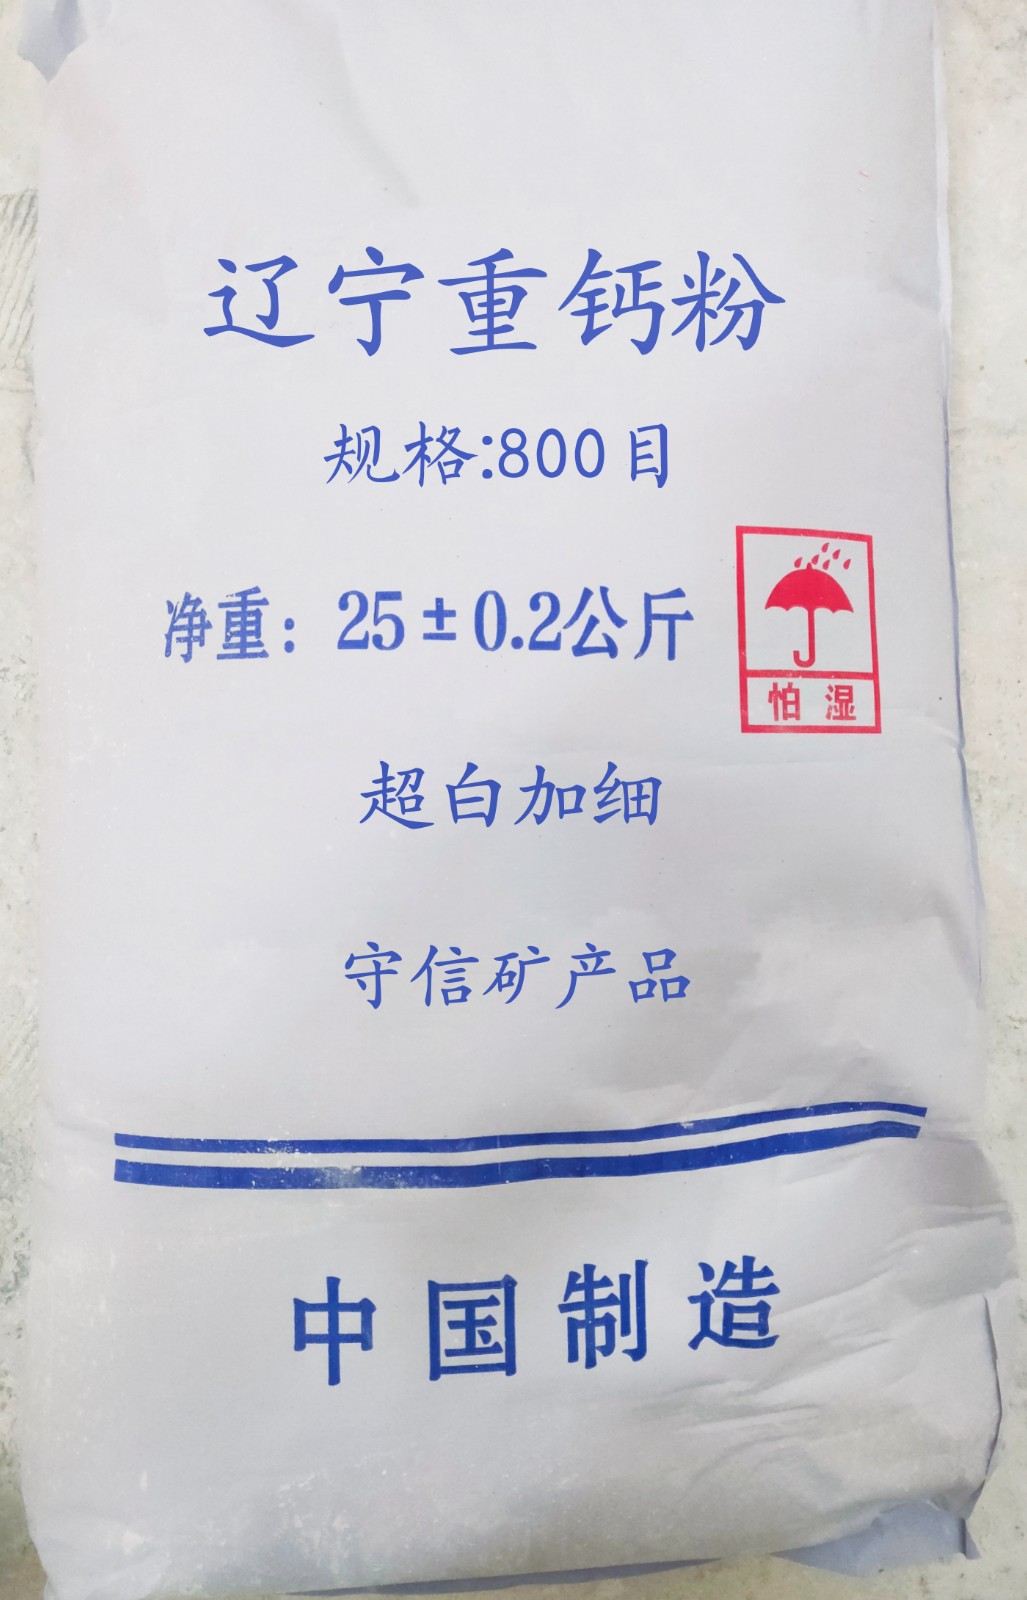 辽宁重钙粉
规格:800目
净重：25±0.2公斤
怕湿
超白加细
守信矿产品
中国制造